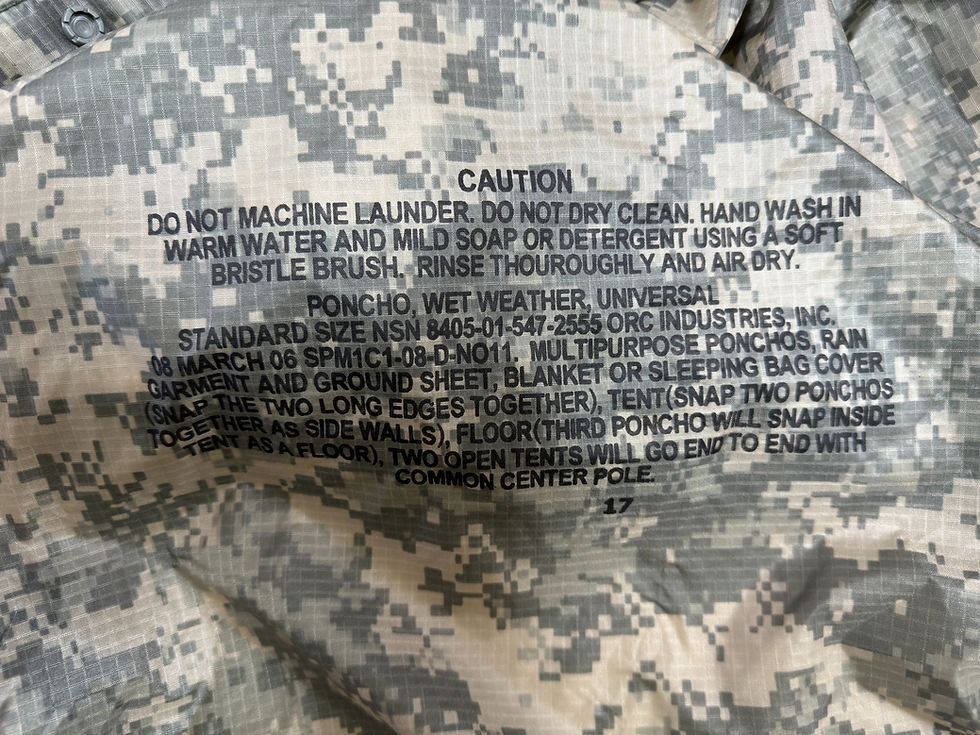 CAUTION
DO NOT MACHINE LAUNDER. DO NOT DRY CLEAN. HAND WASH IN
WARM WATER AND MILD SOAP OR DETERGENT USING A SOFT
BRISTLE BRUSH. RINSE THOUROUGHLY AND AIR DRY.
PONCHO, WET WEATHER, UNIVERSAL
STANDARD SIZE NSN 8405-01-547-2555 ORC INDUSTRIES, INC.
08 MARCH 06 SPM1C1-08-D-NO11. MULTIPURPOSE PONCHOS, RAIN
GARMENT AND GROUND SHEET, BLANKET OR SLEEPING BAG COVER
(SNAP THE TWO LONG EDGES TOGETHER), TENT(SNAP TWO PONCHOS
TOGETHER AS SIDE WALLS), FLOOR(THIRD PONCHO WILL SNAP INSIDE
TENT AS A FLOOR), TWO OPEN TENTS WILL GO END TO END WITH
COMMON CENTER POLE.
17